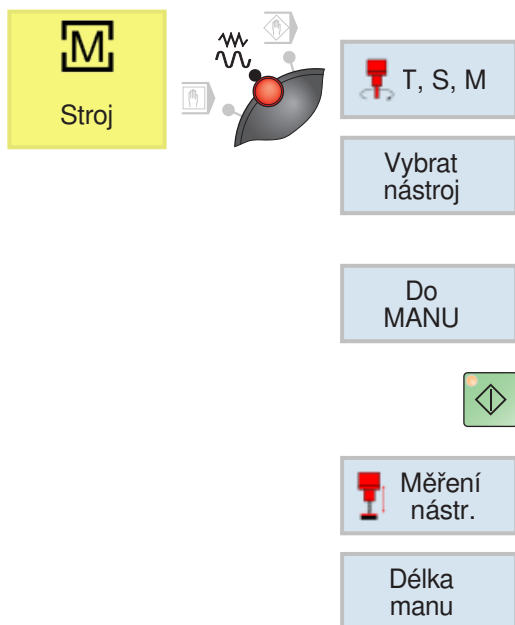 M
Stroj
T, S, M
Vybrat
nástroj
Do
MANU
Měření
nástr.
Délka
manu